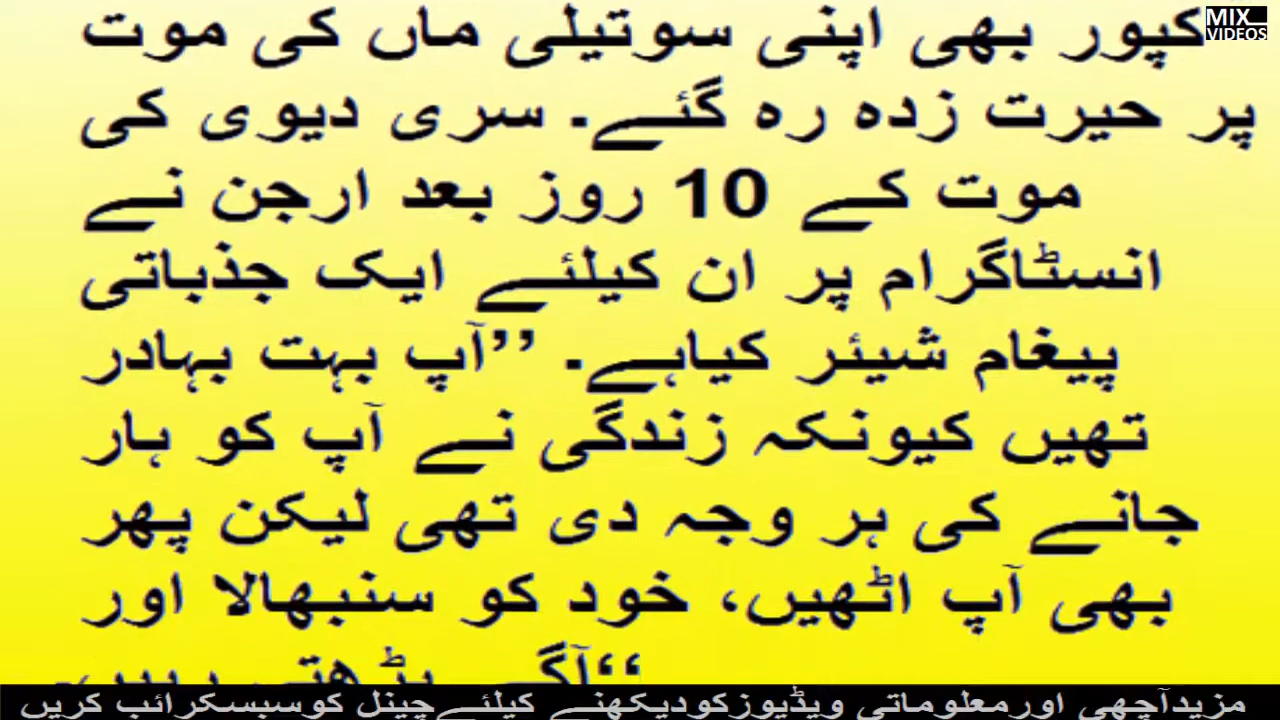 MIX
VIDEOS
کپور بھی اپنی سوتیلی ماں کی موت
پر حیرت زدہ رہ گئے۔ سری دیوی کی
موت کے 10 روز بعد ارجن نے
انسٹاگرام پر ان کیلئے ایک جذباتی
پیغام شیئر کیاہے۔ ’’آپ بہت بہادر
تھیں کیونکہ زندگی نے آپ کو ہار
جانے کی ہر وجہ دی تھی لیکن پھر
بھی آپ اٹھیں، خود کو سنبھالا اور
‘‘آگے بڑھتی رہیں۔
مزیدآچھی اورمعلوماتی ویڈیوزکودیکھنے کیلئےچینل کوسبسکرائب کریں